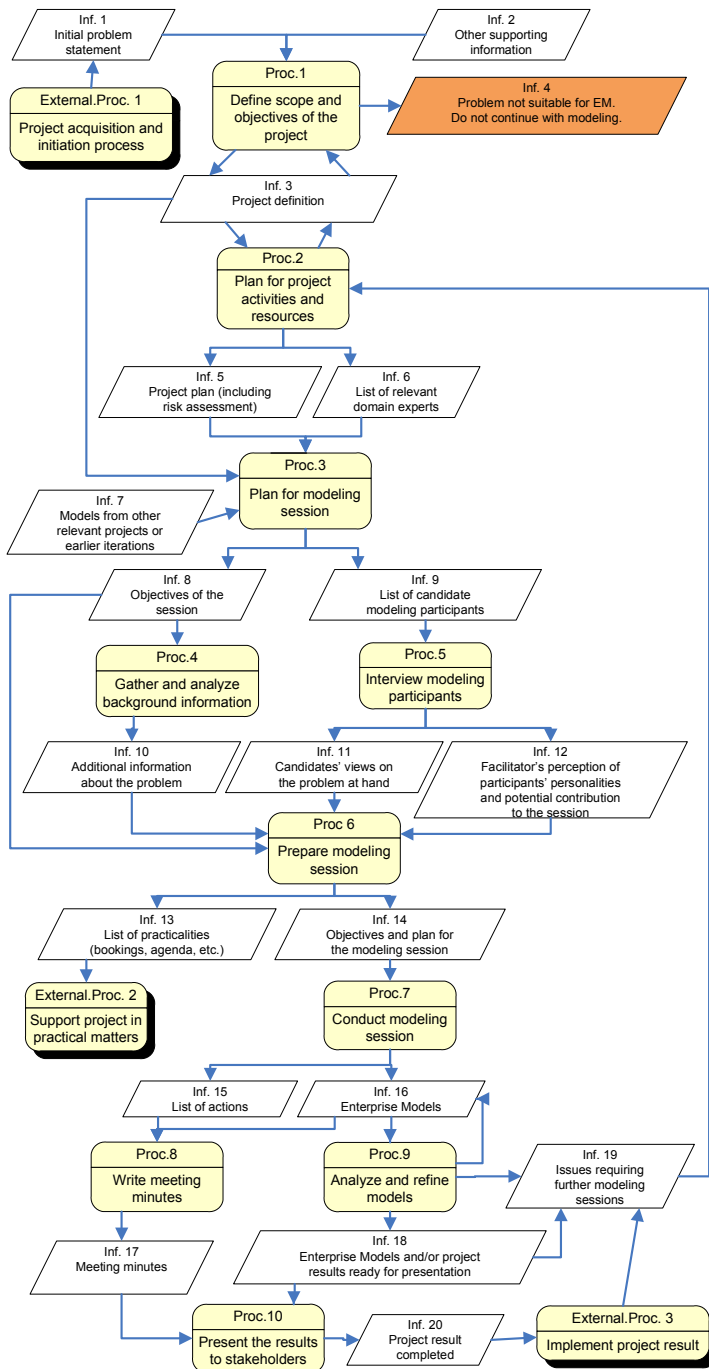 Inf. 1
Initial problem
statement
Inf. 2
Other supporting
information
Proc.1
Define scope and
objectives of the
project
Inf. 4
Problem not suitable for EM.
Do not continue with modeling.
External.Proc. 1
Project acquisition and
initiation process
Inf. 3
Project definition
Proc.2
Plan for project
activities and
resources
Inf. 5
Project plan (including
risk assessment)
Inf. 6
List of relevant
domain experts
Proc.3
Plan for modeling
session
Inf. 7
Models from other
relevant projects or
earlier iterations
Inf. 8
Objectives of the
session
Inf. 9
List of candidate
modeling participants
Proc.4
Gather and analyze
background information
Proc.5
Interview modeling
participants
Inf. 10
Additional information
about the problem
Inf. 11
Candidates' views on
the problem at hand
Inf. 12
Facilitator's perception of
participants' personalities
and potential contribution
to the session
Proc 6
Prepare modeling
session
Inf. 13
List of practicalities
(bookings, agenda, etc.)
Inf. 14
Objectives and plan for
the modeling session
External.Proc. 2
Support project in
practical matters
Proc.7
Conduct modeling
session
Inf. 15
List of actions
Inf. 16
Enterprise Models
Proc.8
Write meeting
minutes
Proc.9
Analyze and refine
models
Inf. 19
Issues requiring
further modeling
sessions
Inf. 17
Meeting minutes
Inf. 18
Enterprise Models and/or project
results ready for presentation
Proc.10
Present the results
to stakeholders
Inf. 20
Project result
completed
External.Proc. 3
Implement project result